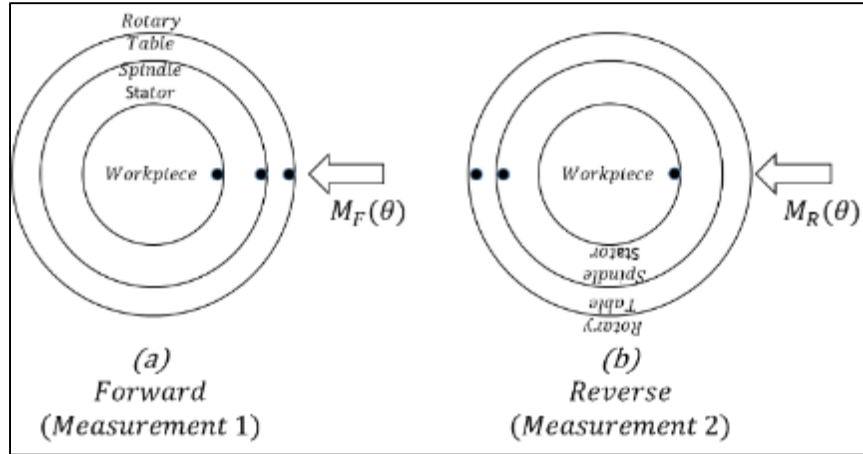 Rotary
Table
Spindle
Stator
Workpiece
M_F(θ)
(a)
Forward
(Measurement 1)
Workpiece
M_R(θ)
Stator
Spindle
Table
Rotary
(b)
Reverse
(Measurement 2)